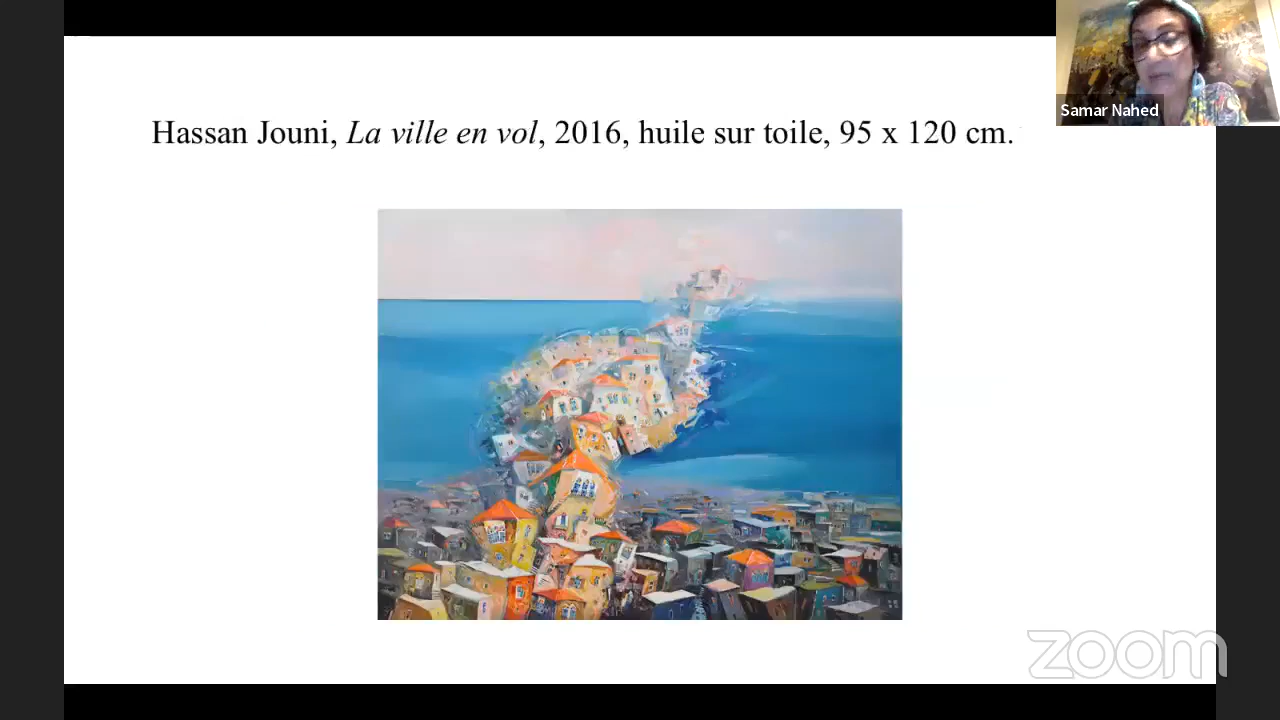 Hassan Jouni, La ville en vol, 2016, huile sur toile, 95 x 120 cm.
Samar Nahed
zoom